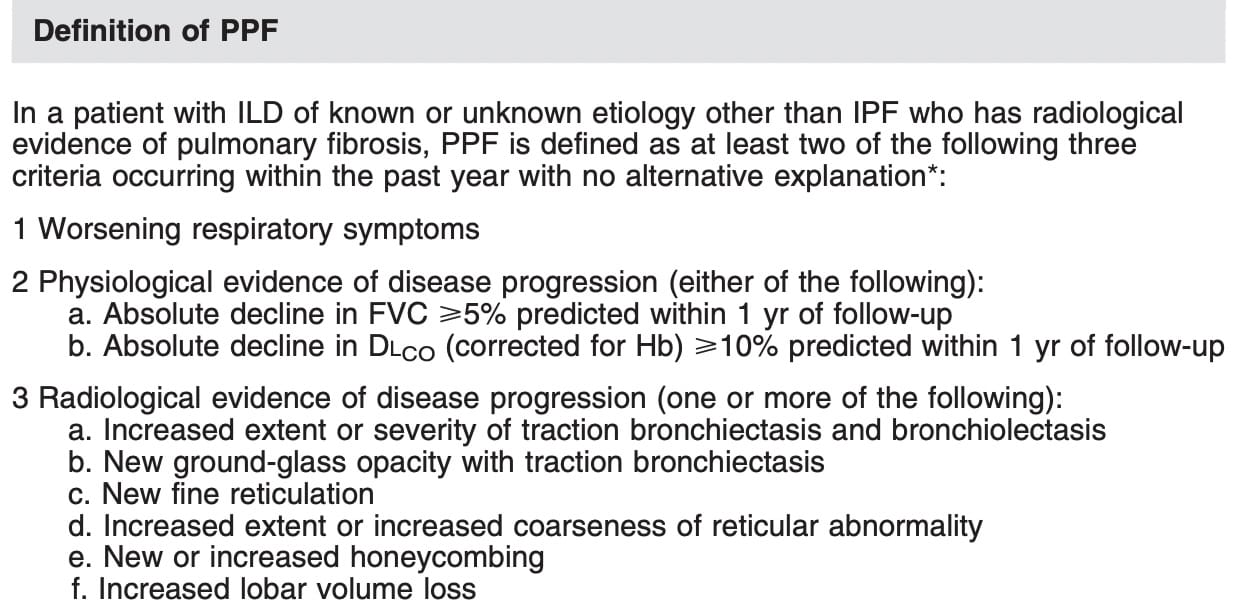 Definition of PPF
In a patient with ILD of known or unknown etiology other than IPF who has radiological
evidence of pulmonary fibrosis, PPF is defined as at least two of the following three
criteria occurring within the past year with no alternative explanation*:
1 Worsening respiratory symptoms
2 Physiological evidence of disease progression (either of the following):
a. Absolute decline in FVC ⩾5% predicted within 1 yr of follow-up
b. Absolute decline in DLCO (corrected for Hb) ⩾10% predicted within 1 yr of follow-up
3 Radiological evidence of disease progression (one or more of the following):
a. Increased extent or severity of traction bronchiectasis and bronchiolectasis
b. New ground-glass opacity with traction bronchiectasis
c. New fine reticulation
d. Increased extent or increased coarseness of reticular abnormality
e. New or increased honeycombing
f. Increased lobar volume loss